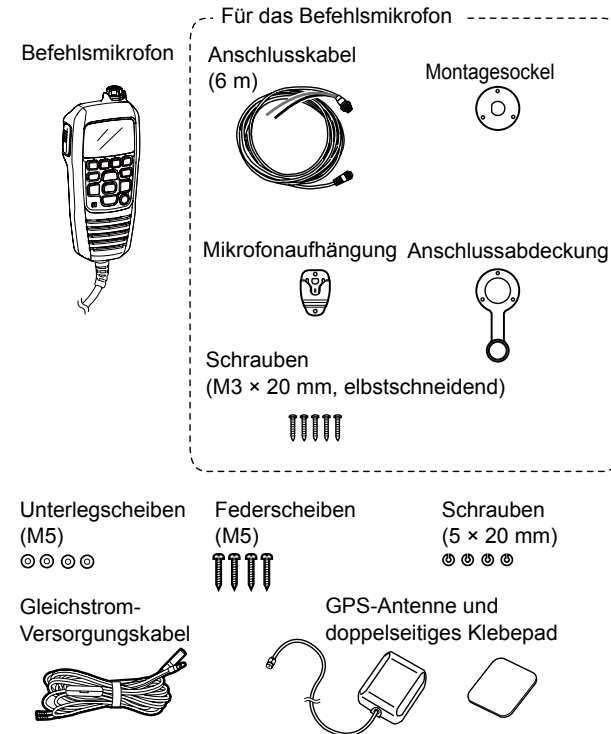 Für das Befehlsmikrofon
Befehlsmikrofon
Anschlusskabel
(6 m)
Montagesockel
Mikrofonaufhängung
Anschlussabdeckung
Schrauben
(M3 × 20 mm, elbstschneidend)
Unterlegscheiben
(M5)
Federscheiben
(M5)
Schrauben
(5 × 20 mm)
Gleichstrom-
Versorgungskabel
GPS-Antenne und
doppelseitiges Klebepad